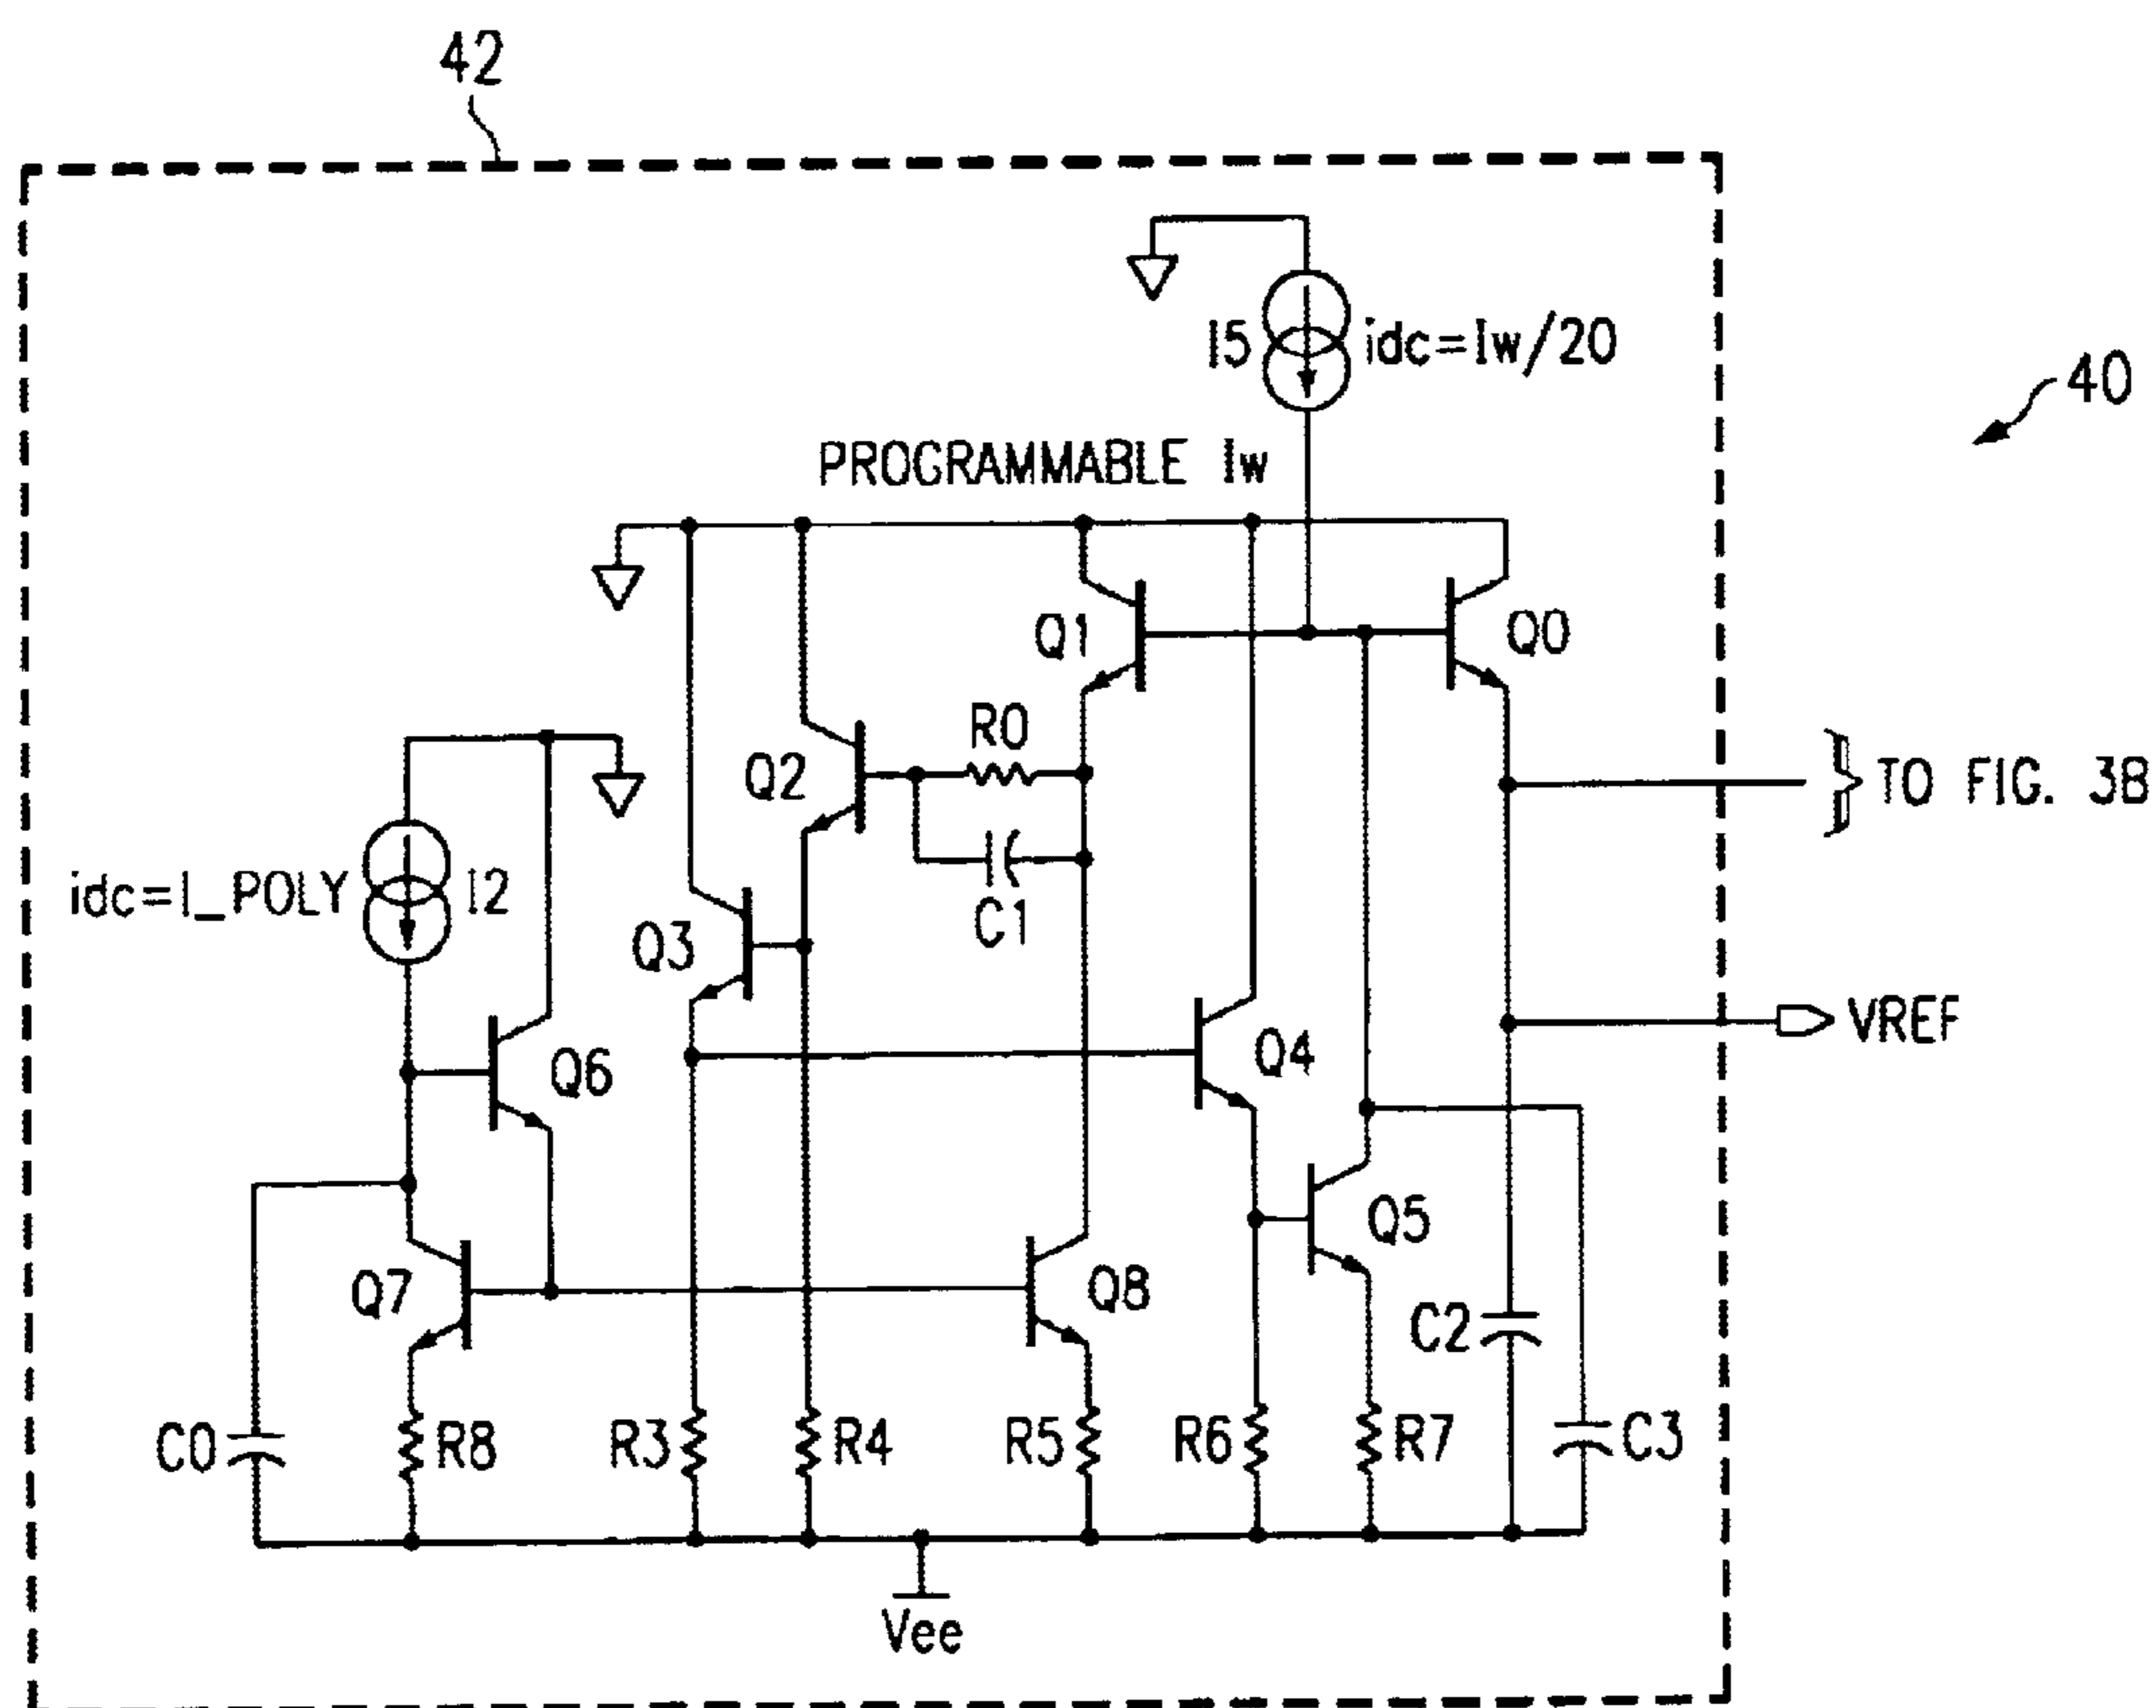 42
I5 idc=Iw/20
40
PROGRAMMABLE Iw
Q1
Q0
R0
Q2
TO FIG. 3B
idc=I_POLY I2
C1
Q3
VREF
Q4
Q6
Q5
Q7
Q8
C2
C0
R8
R3
R4
R5
R6
R7
C3
Vee